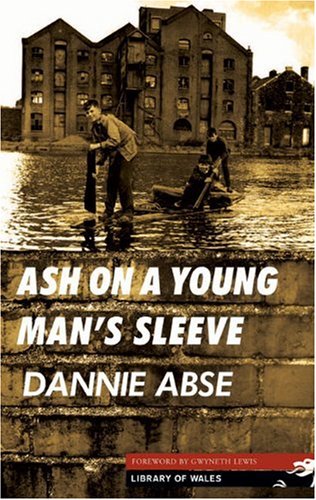 ASH ON A YOUNG
MAN'S SLEEVE
DANNIE ABSE
FOREWORD BY GWYNETH LEWIS
LIBRARY OF WALES